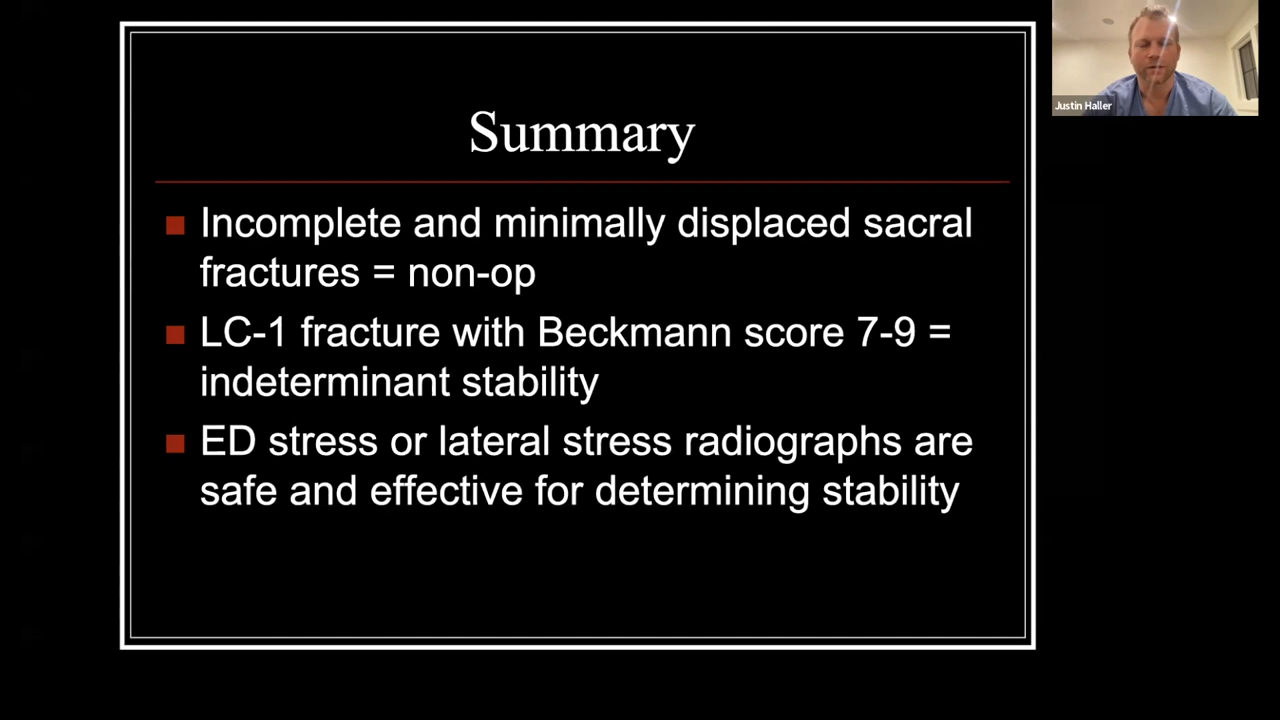 Summary
Incomplete and minimally displaced sacral
fractures = non-op
LC-1 fracture with Beckmann score 7-9 =
indeterminant stability
ED stress or lateral stress radiographs are
safe and effective for determining stability
Justin Haller